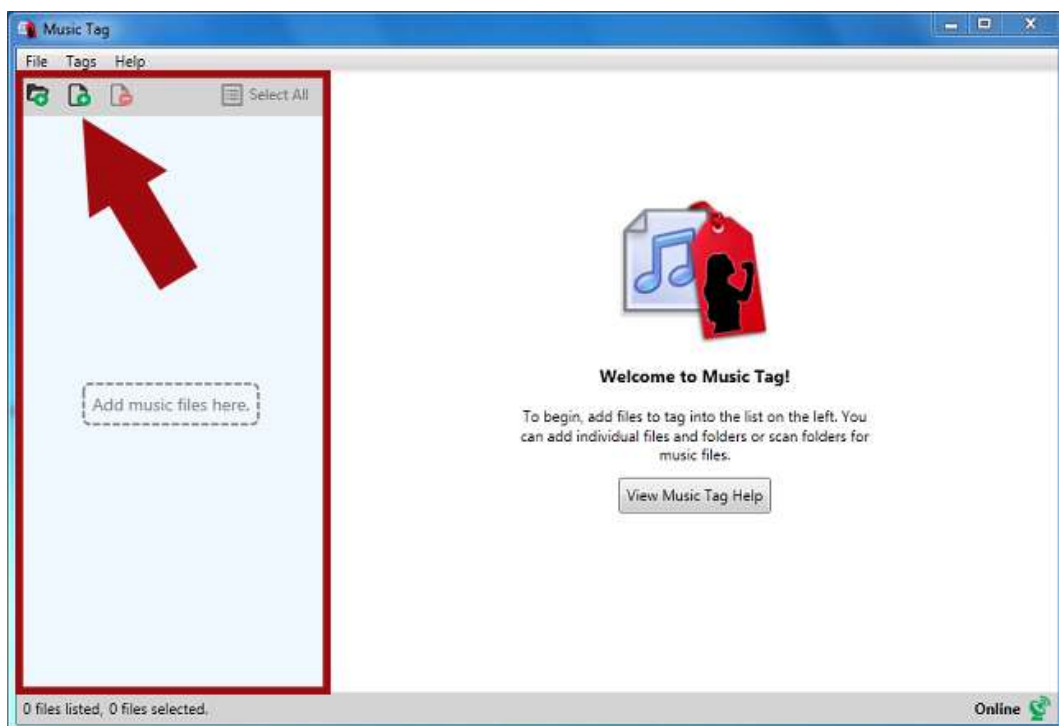 Music Tag
File Tags Help
Select All
Add music files here.
Welcome to Music Tag!
To begin, add files to tag into the list on the left. You
can add individual files and folders or scan folders for
music files.
View Music Tag Help
0 files listed, 0 files selected.
Online